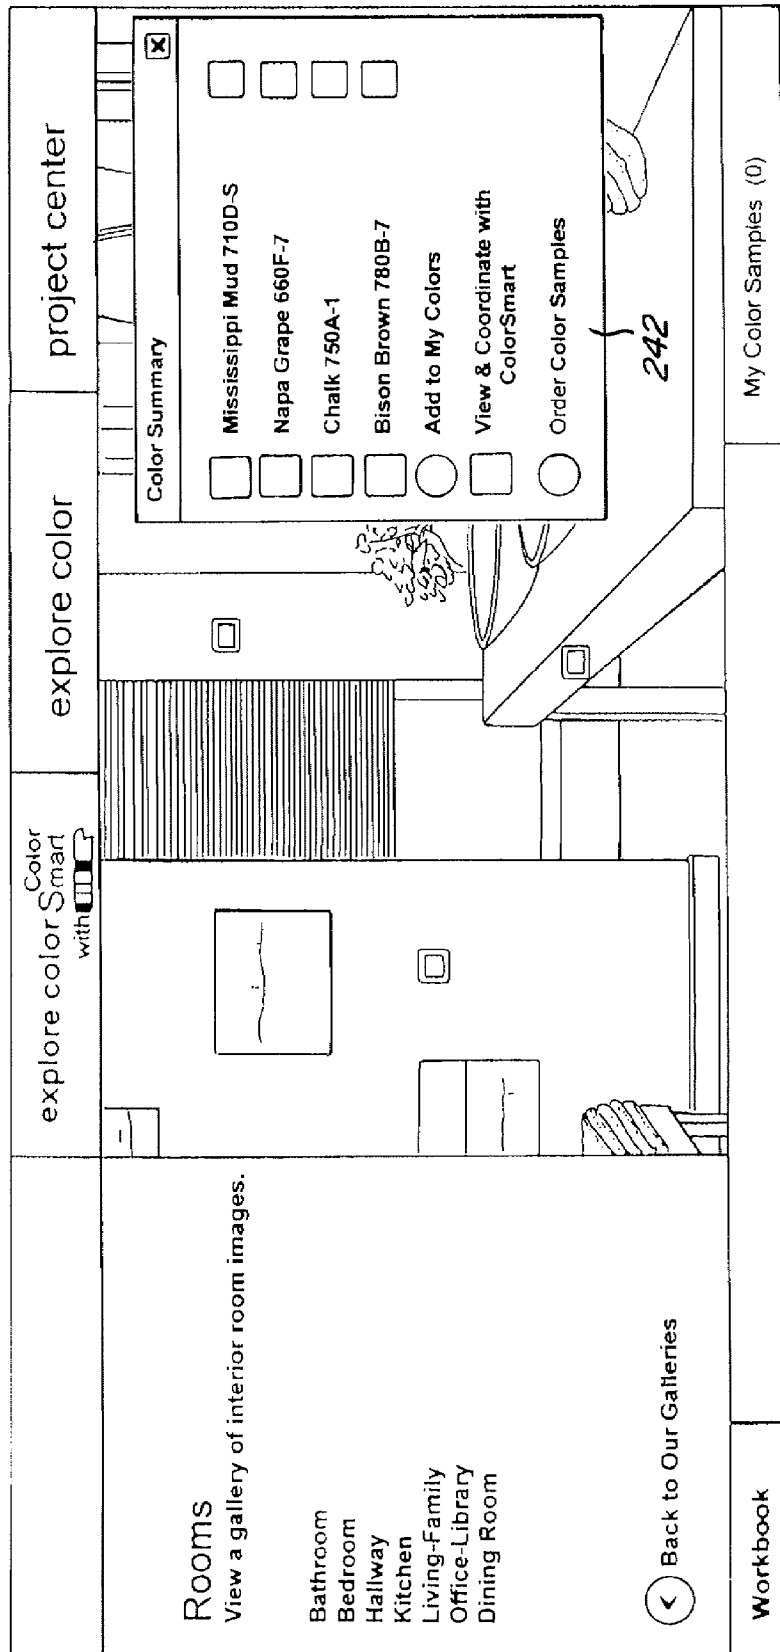 explore color
with
Color
Smart
explore color
project center
Rooms
View a gallery of interior room images.
Bathroom
Bedroom
Hallway
Kitchen
Living-Family
Office-Library
Dining Room
Back to Our Galleries
Color Summary
X
Mississippi Mud 710D-S
Napa Grape 660F-7
Chalk 750A-1
Bison Brown 780B-7
Add to My Colors
View & Coordinate with
ColorSmart
Order Color Samples
242
Workbook
My Color Samples (0)